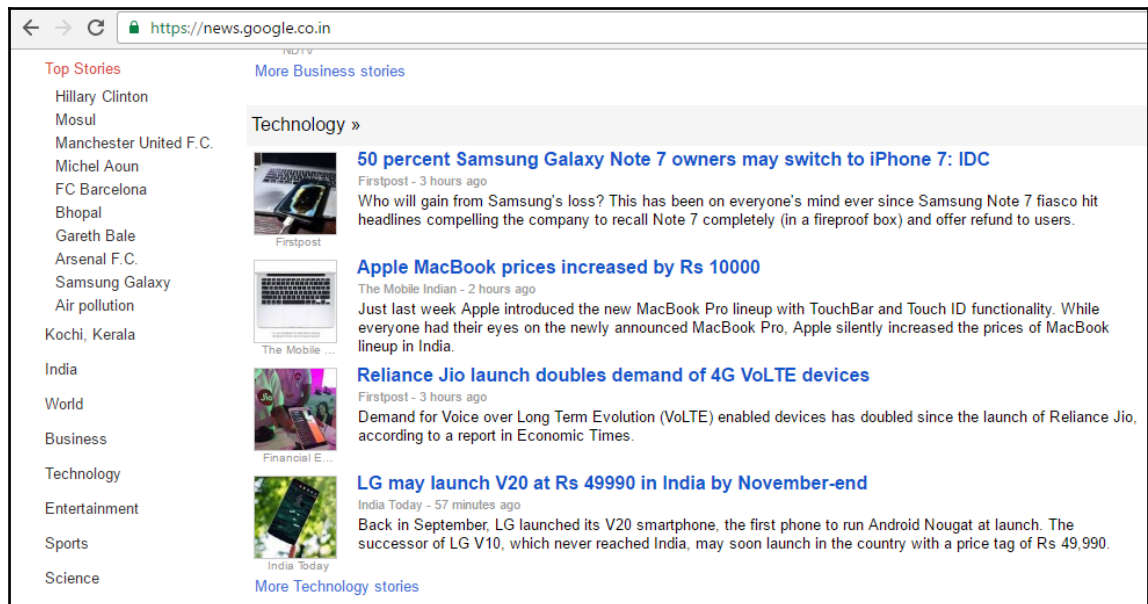 https://news.google.co.in
NDTV
Top Stories
More Business stories
Hillary Clinton
Mosul
Manchester United F.C.
Michel Aoun
FC Barcelona
Bhopal
Gareth Bale
Arsenal F.C.
Samsung Galaxy
Air pollution
Kochi, Kerala
India
World
Business
Technology
Entertainment
Sports
Science
Technology »
50 percent Samsung Galaxy Note 7 owners may switch to iPhone 7: IDC
Firstpost - 3 hours ago
Who will gain from Samsung's loss? This has been on everyone's mind ever since Samsung Note 7 fiasco hit
headlines compelling the company to recall Note 7 completely (in a fireproof box) and offer refund to users.
Firstpost
Apple MacBook prices increased by Rs 10000
The Mobile Indian - 2 hours ago
Just last week Apple introduced the new MacBook Pro lineup with TouchBar and Touch ID functionality. While
everyone had their eyes on the newly announced MacBook Pro, Apple silently increased the prices of MacBook
lineup in India.
The Mobile ...
Reliance Jio launch doubles demand of 4G VoLTE devices
Firstpost - 3 hours ago
Demand for Voice over Long Term Evolution (VoLTE) enabled devices has doubled since the launch of Reliance Jio,
according to a report in Economic Times.
Jio
Financial E...
LG may launch V20 at Rs 49990 in India by November-end
India Today - 57 minutes ago
Back in September, LG launched its V20 smartphone, the first phone to run Android Nougat at launch. The
successor of LG V10, which never reached India, may soon launch in the country with a price tag of Rs 49,990.
India Today
More Technology stories